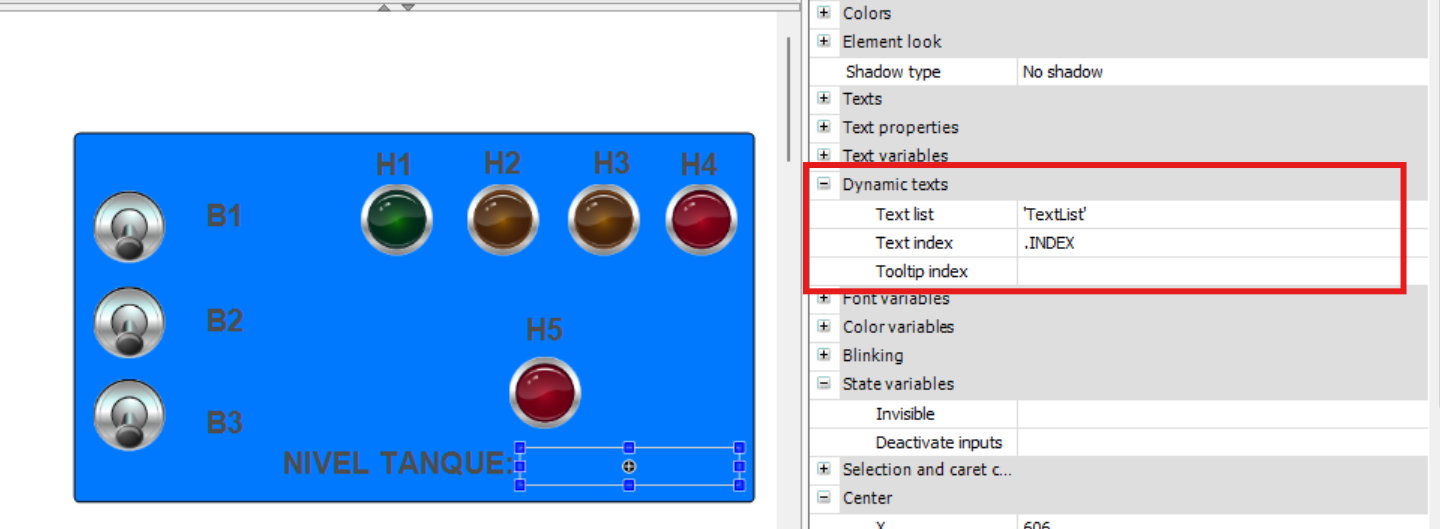 H1 H2 H3 H4
B1
B2
H5
B3
NIVEL TANQUE:
Colors
Element look
Shadow type No shadow
Texts
Text properties
Text variables
Dynamic texts
Text list 'TextList'
Text index .INDEX
Tooltip index
Font variables
Color variables
Blinking
State variables
Invisible
Deactivate inputs
Selection and caret c...
Center
X 606